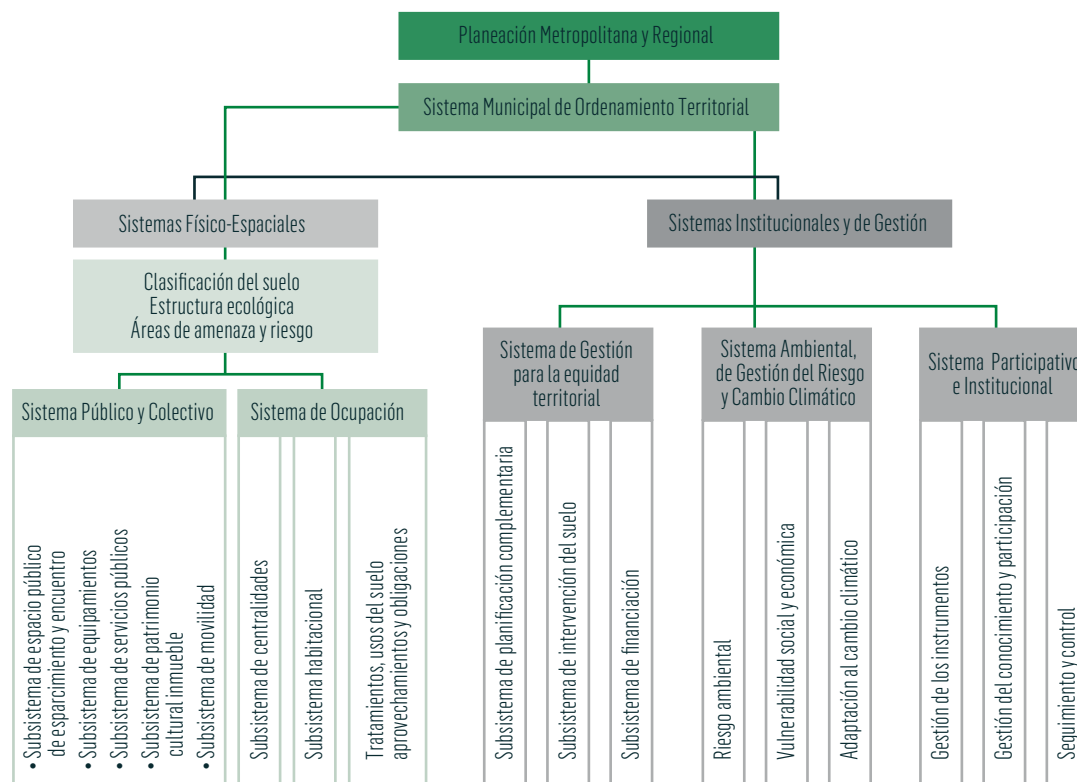 Planeación Metropolitana y Regional
Sistema Municipal de Ordenamiento Territorial
Sistemas Físico-Espaciales
Sistemas Institucionales y de Gestión
Clasificación del suelo
Estructura ecológica
Áreas de amenaza y riesgo
Sistema Público y Colectivo
Sistema de Ocupación
Sistema de Gestión
para la equidad
territorial
Sistema Ambiental,
de Gestión del Riesgo
y Cambio Climático
Sistema Participativo
e Institucional
• Subsistema de espacio público
de esparcimiento y encuentro
• Subsistema de equipamientos
• Subsistema de servicios públicos
• Subsistema de patrimonio
cultural inmueble
• Subsistema de movilidad
Subsistema de centralidades
Subsistema habitacional
Tratamientos, usos del suelo
aprovechamientos y obligaciones
Subsistema de planificación complementaria
Subsistema de intervención del suelo
Subsistema de financiación
Riesgo ambiental
Vulnerabilidad social y económica
Adaptación al cambio climático
Gestión de los instrumentos
Gestión del conocimiento y participación
Seguimiento y control